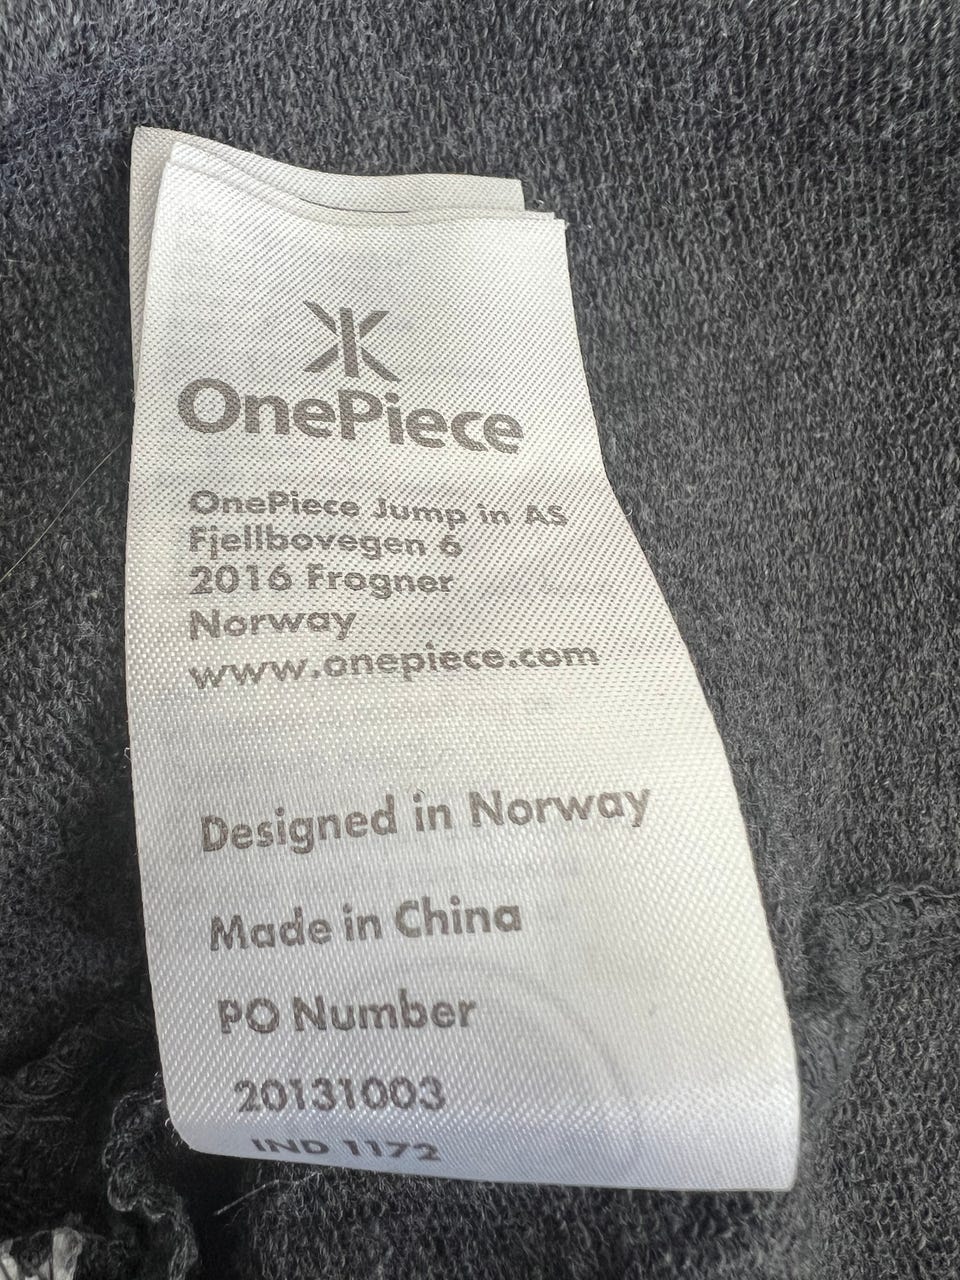 OnePiece
OnePiece Jump in AS
Fjellbovegen 6
2016 Frogner
Norway
www.onepiece.com
Designed in Norway
Made in China
PO Number
20131003
IND 1172